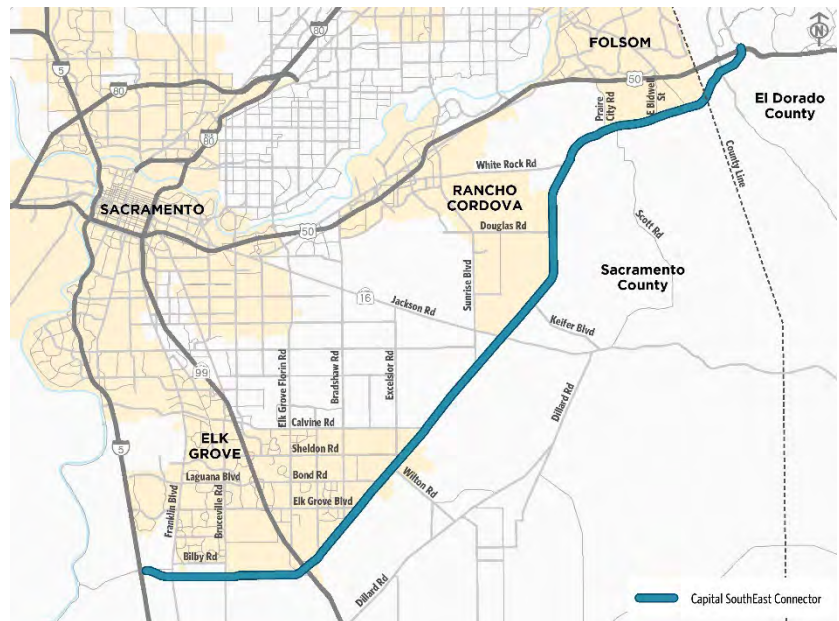 N
80
5
FOLSOM
50
80
El Dorado
County
Praire
City Rd
E Bidwell
St
80
County Line
White Rock Rd
RANCHO
CORDOVA
SACRAMENTO
Douglas Rd
50
Scott Rd
Sacramento
County
Sunrise Blvd
16
Jackson Rd
Keifer Blvd
99
Elk Grove Florin Rd
Bradshaw Rd
Excelsior Rd
Dillard Rd
Calvine Rd
ELK
GROVE
5
Sheldon Rd
Laguana Blvd
Bond Rd
Wilton Rd
Franklin Blvd
Bruceville Rd
Elk Grove Blvd
Bilby Rd
Dillard Rd
Capital SouthEast Connector